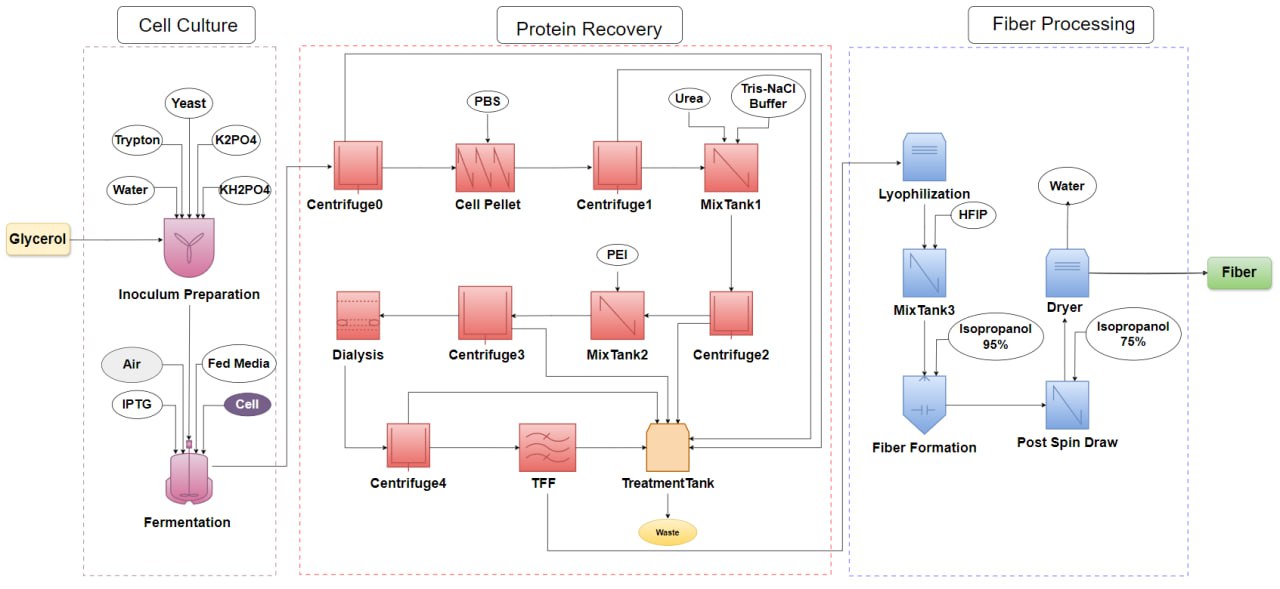 Cell Culture
Protein Recovery
Fiber Processing
Yeast
Trypton
K2PO4
Water
KH2PO4
Glycerol
Inoculum Preparation
Air
Fed Media
IPTG
Cell
Fermentation
PBS
Urea
Tris-NaCl
Buffer
Centrifuge0
Cell Pellet
Centrifuge1
MixTank1
PEI
Dialysis
Centrifuge3
MixTank2
Centrifuge2
Centrifuge4
TFF
TreatmentTank
Waste
Lyophilization
HFIP
MixTank3
Isopropanol
95%
Fiber Formation
Water
Dryer
Isopropanol
75%
Post Spin Draw
Fiber